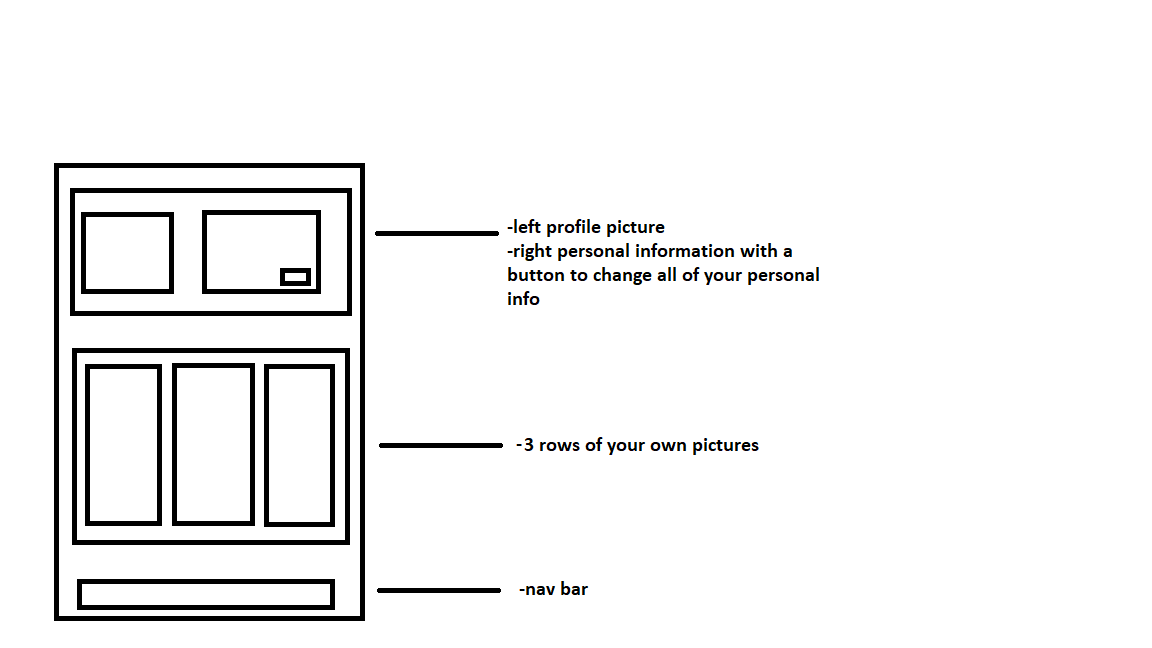 -left profile picture
-right personal information with a
button to change all of your personal
info
-3 rows of your own pictures
-nav bar